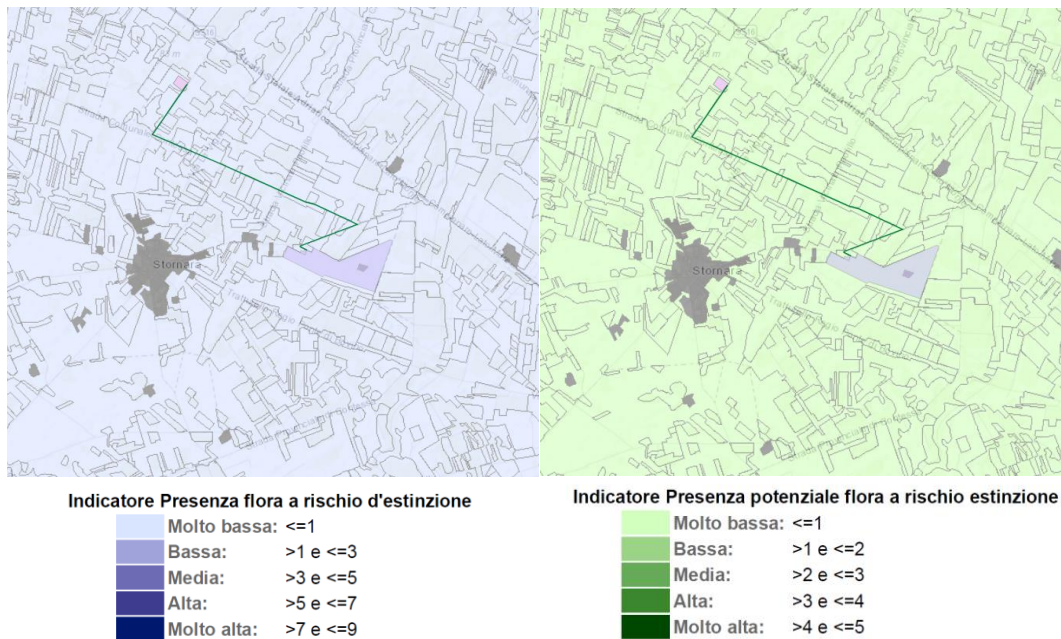 Stornara
Stornara
Indicatore Presenza flora a rischio d'estinzione
Molto bassa: <=1
Bassa: >1 e <=3
Media: >3 e <=5
Alta: >5 e <=7
Molto alta: >7 e <=9
Indicatore Presenza potenziale flora a rischio estinzione
Molto bassa: <=1
Bassa: >1 e <=2
Media: >2 e <=3
Alta: >3 e <=4
Molto alta: >4 e <=5